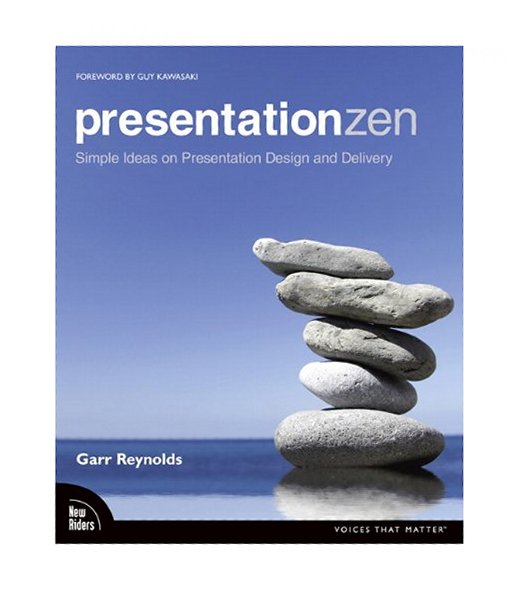 FOREWORD BY GUY KAWASAKI
presentationzen
Simple Ideas on Presentation Design and Delivery
Garr Reynolds
New
Riders
VOICES THAT MATTER™